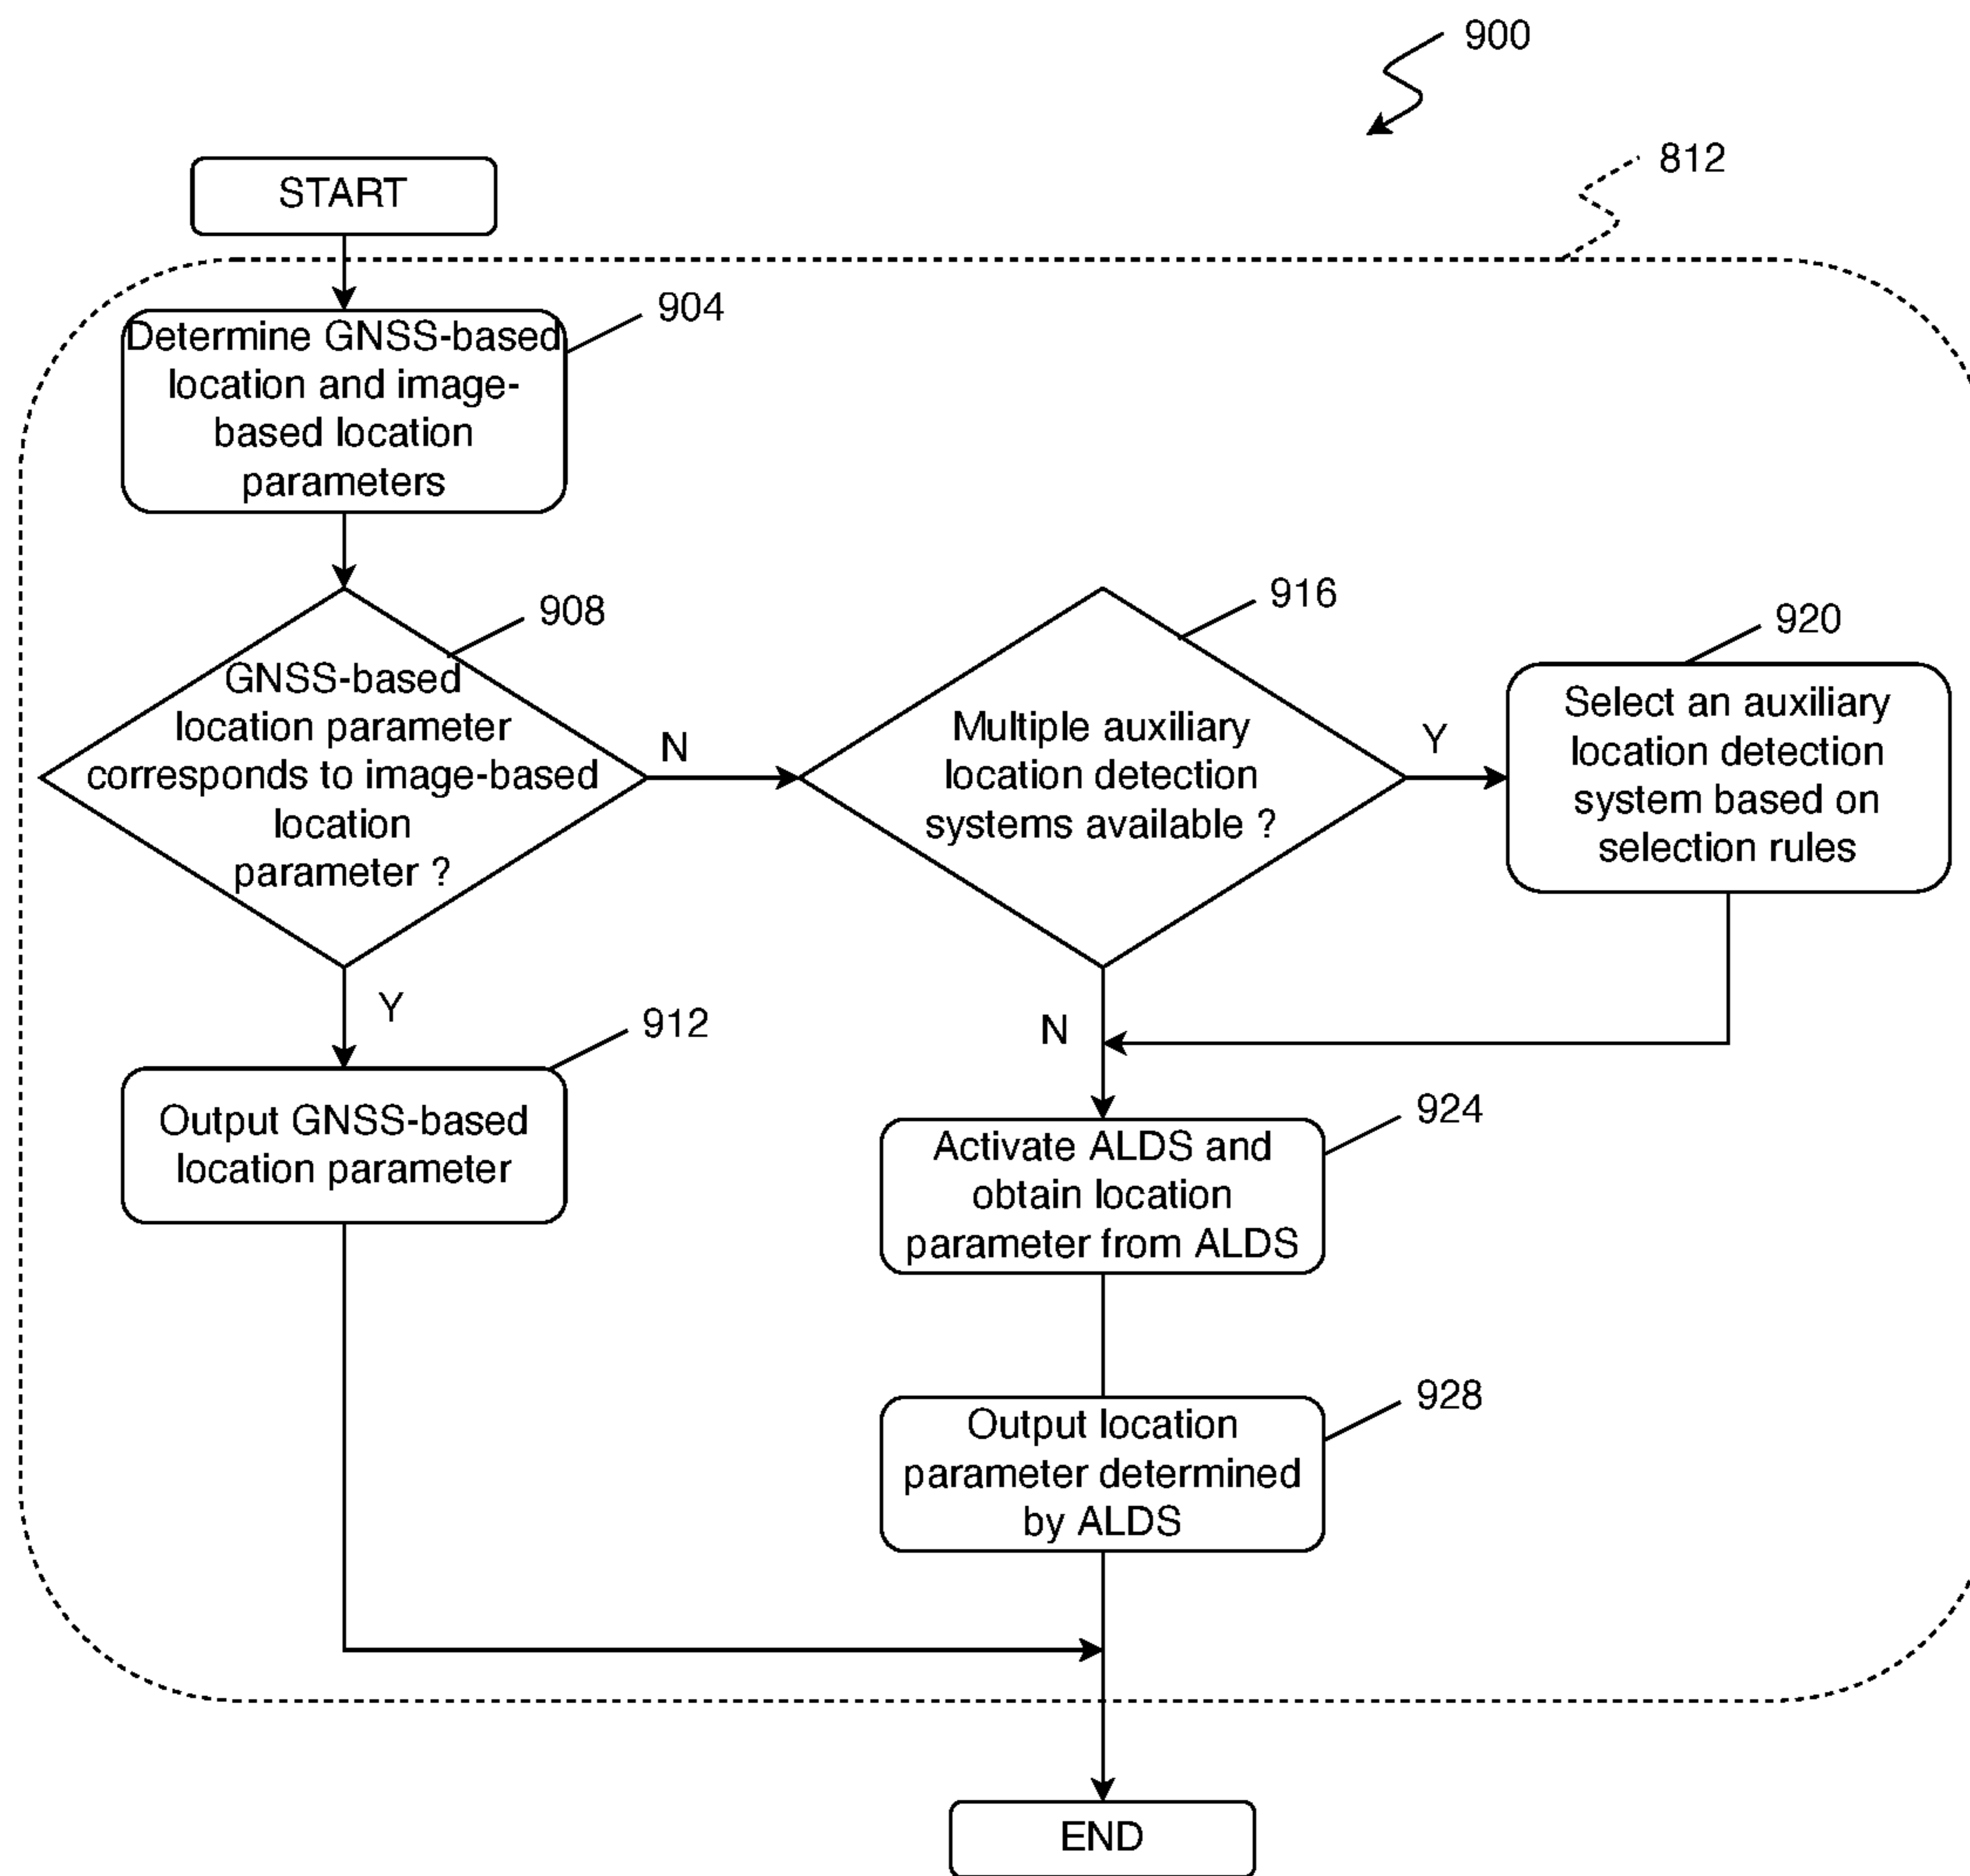 900
812
START
904
Determine GNSS-based
location and image-
based location
parameters
908
GNSS-based
location parameter
corresponds to image-based
location
parameter ?
N
Y
916
Multiple auxiliary
location detection
systems available ?
Y
N
920
Select an auxiliary
location detection
system based on
selection rules
912
Output GNSS-based
location parameter
924
Activate ALDS and
obtain location
parameter from ALDS
928
Output location
parameter determined
by ALDS
END